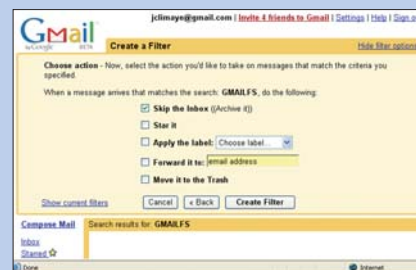 jclimaye@gmail.com | Invite 4 friends to Gmail | Settings | Help | Sign o
Gmail
by Google BETA
Create a Filter
Hide filter options
Choose action - Now, select the action you'd like to take on messages that match the criteria you
specified.
When a message arrives that matches the search: GMAILFS, do the following:
Skip the Inbox ((Archive it))
Star it
Apply the label: Choose label...
Forward it to: email address
Move it to the Trash
Show current filters
Cancel « Back Create Filter
Compose Mail
Search results for: GMAILFS
Inbox
Starred
Done
Internet